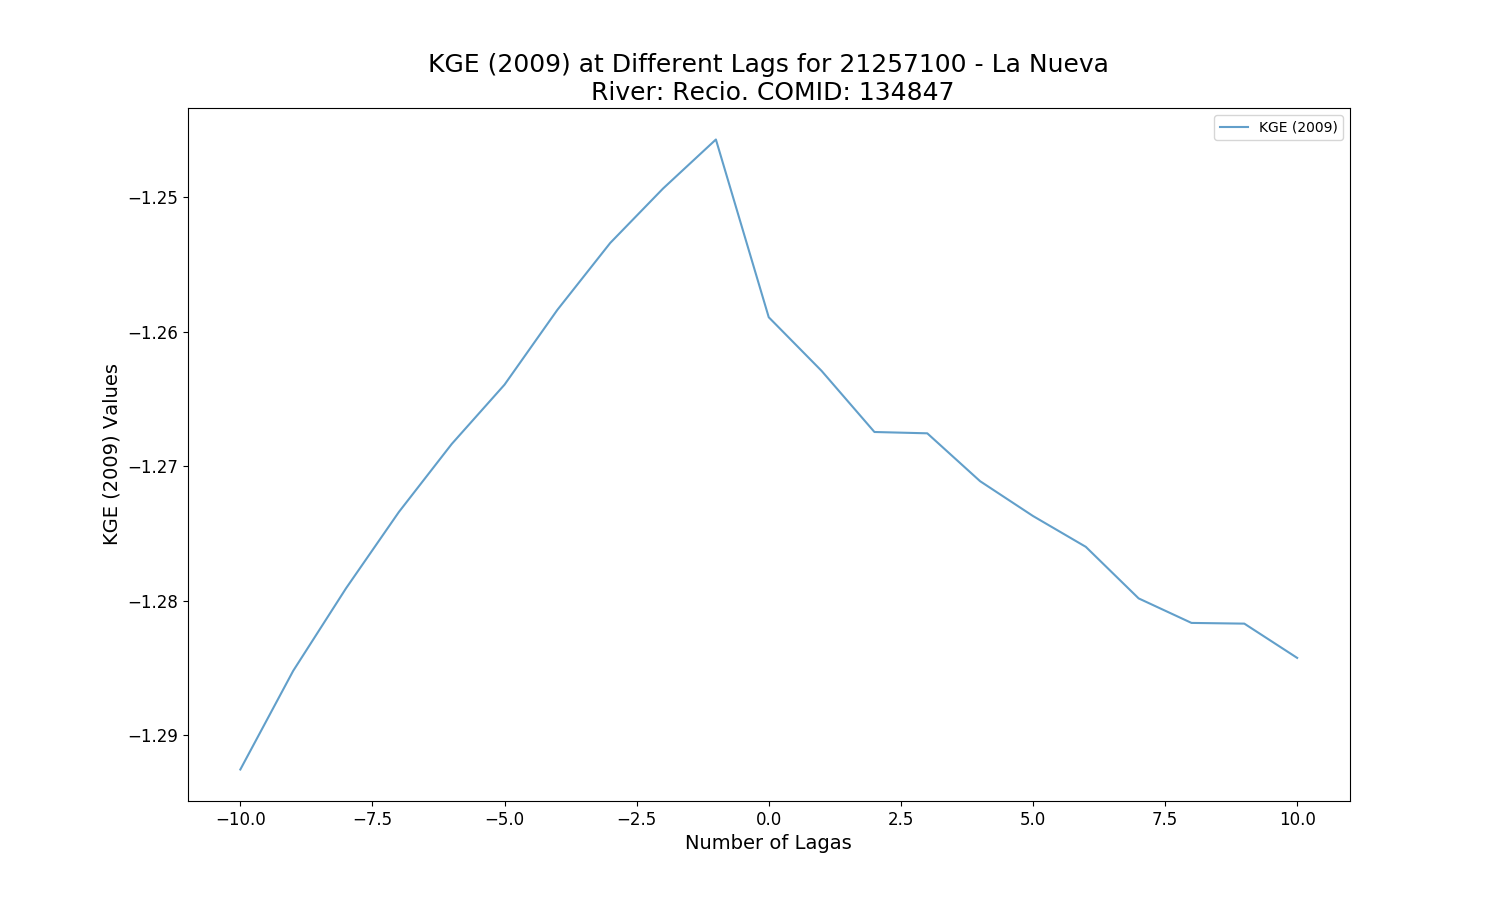 KGE (2009) at Different Lags for 21257100 - La Nueva
River: Recio. COMID: 134847
KGE (2009)
−1.25
−1.26
−1.27
−1.28
−1.29
KGE (2009) Values
−10.0 −7.5 −5.0 −2.5 0.0 2.5 5.0 7.5 10.0
Number of Lagas